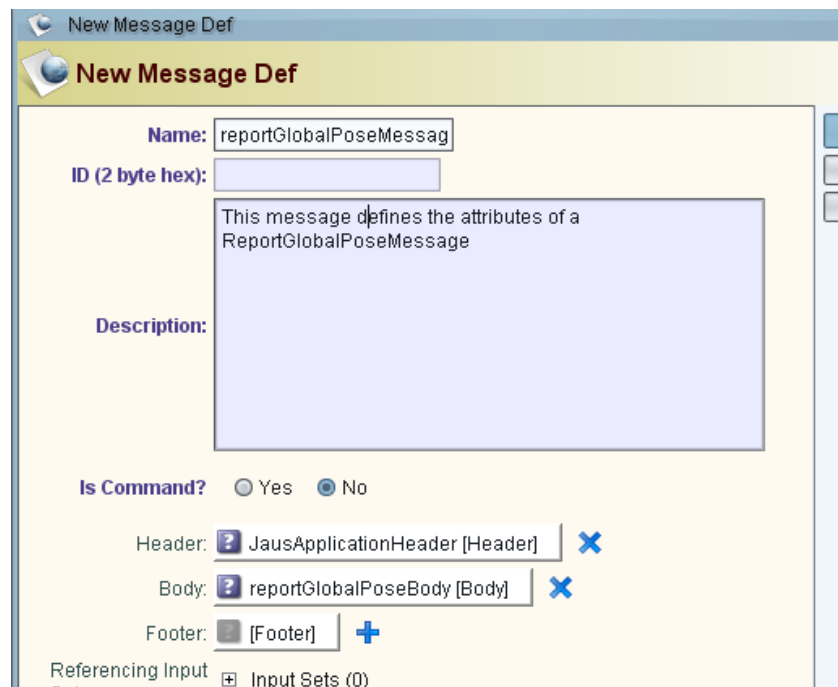 New Message Def
New Message Def
Name: reportGlobalPoseMessag
ID (2 byte hex):
This message defines the attributes of a
ReportGlobalPoseMessage
Description:
Is Command? Yes No
Header: ? JausApplicationHeader [Header]
Body: ? reportGlobalPoseBody [Body]
Footer: ? [Footer]
Referencing Input
Input Sets (0)